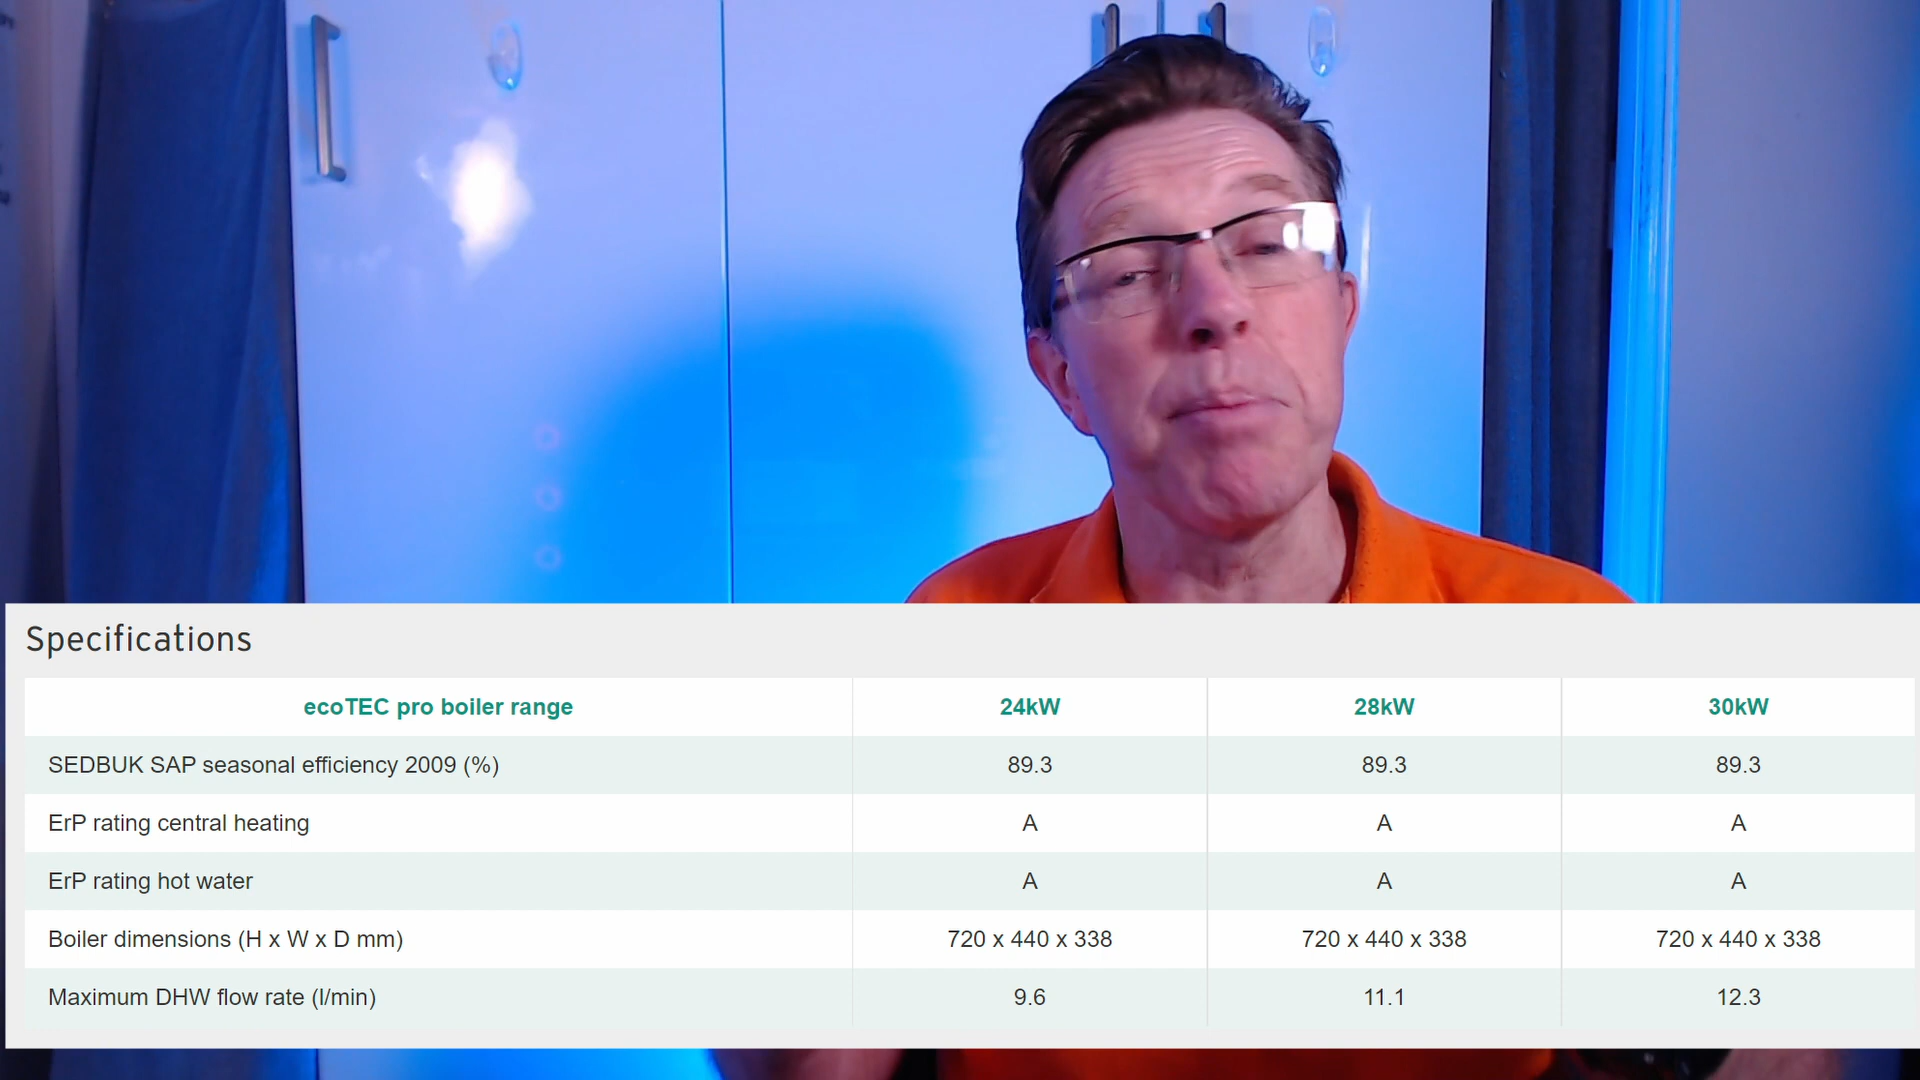 Specifications
ecoTEC pro boiler range 24kW 28kW 30kW
SEDBUK SAP seasonal efficiency 2009 (%) 89.3 89.3 89.3
ErP rating central heating A A A
ErP rating hot water A A A
Boiler dimensions (H x W x D mm) 720 x 440 x 338 720 x 440 x 338 720 x 440 x 338
Maximum DHW flow rate (l/min) 9.6 11.1 12.3